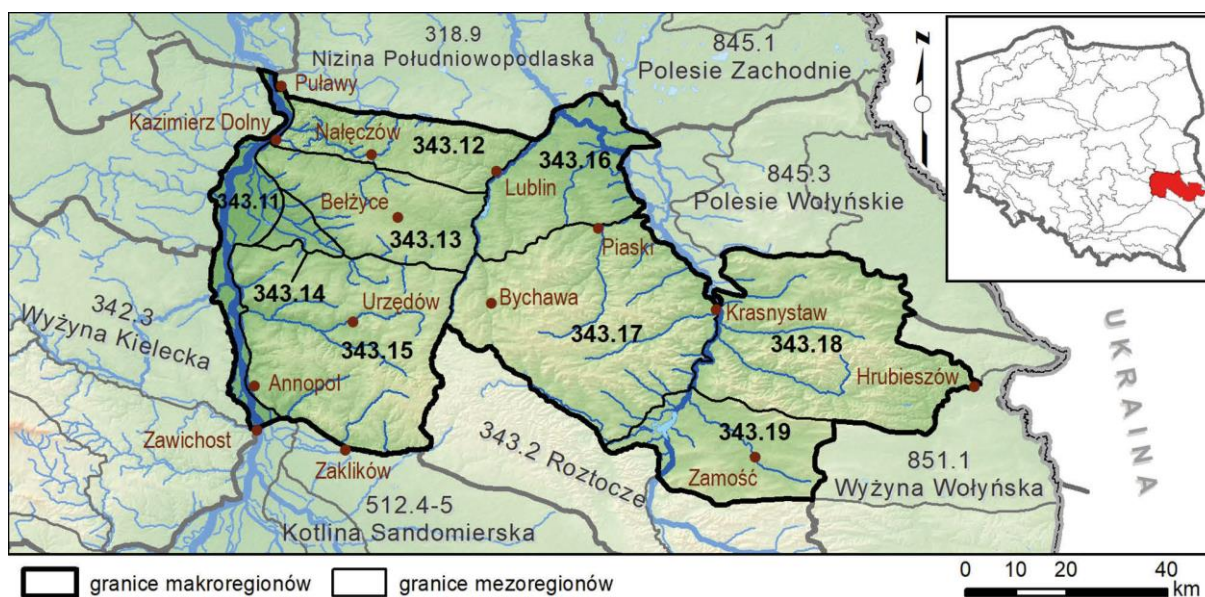 318.9
Nizina Południowopodlaska
845.1
Polesie Zachodnie
N
Puławy
Kazimierz Dolny
Nałęczów
343.12
343.16
Lublin
845.3
Polesie Wołyńskie
343.11
Bełżyce
343.13
Piaski
343.14
Urzędów
Bychawa
Krasnystaw
342.3
Wyżyna Kielecka
343.15
343.17
343.18
Hrubieszów
Annopol
Zawichost
343.19
Zaklików
343.2 Roztocze
Zamość
851.1
Wyżyna Wołyńska
512.4-5
Kotlina Sandomierska
UKRAINA
granice makroregionów
granice mezoregionów
0 10 20 40
km